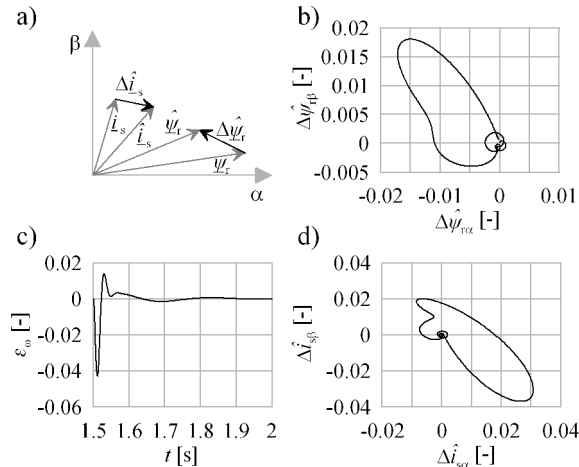 a)
β
Δî_s
i_s
î_s
ψ̂_r
Δψ̂_r
ψ_r
α
b)
0.02
0.015
0.01
0.005
0
-0.005
-0.02 -0.01 0 0.01
Δψ̂_rβ [-]
Δψ̂_rα [-]
c)
0.02
0
-0.02
-0.04
-0.06
1.5 1.6 1.7 1.8 1.9 2
ε_ω [-]
t [s]
d)
0.04
0.02
0
-0.02
-0.04
-0.02 0 0.02 0.04
Δî_sβ [-]
Δî_sα [-]